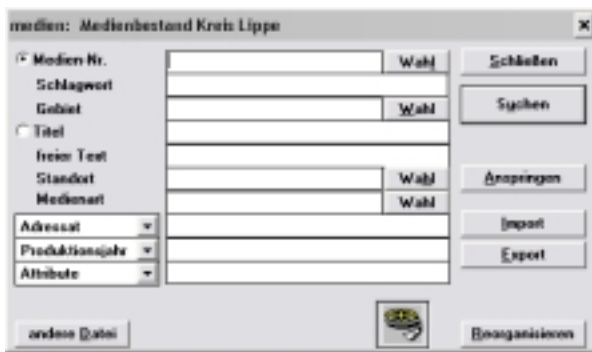 medien: Medienbestand Kreis Lippe
Medien-Nr. Wahl Schließen
Schlagwort
Gebiet Wahl Suchen
Titel
freier Text
Standort Wahl Anspringen
Medienart Wahl
Adressat Import
Produktionsjahr Export
Attribute
andere Datei Reorganisieren